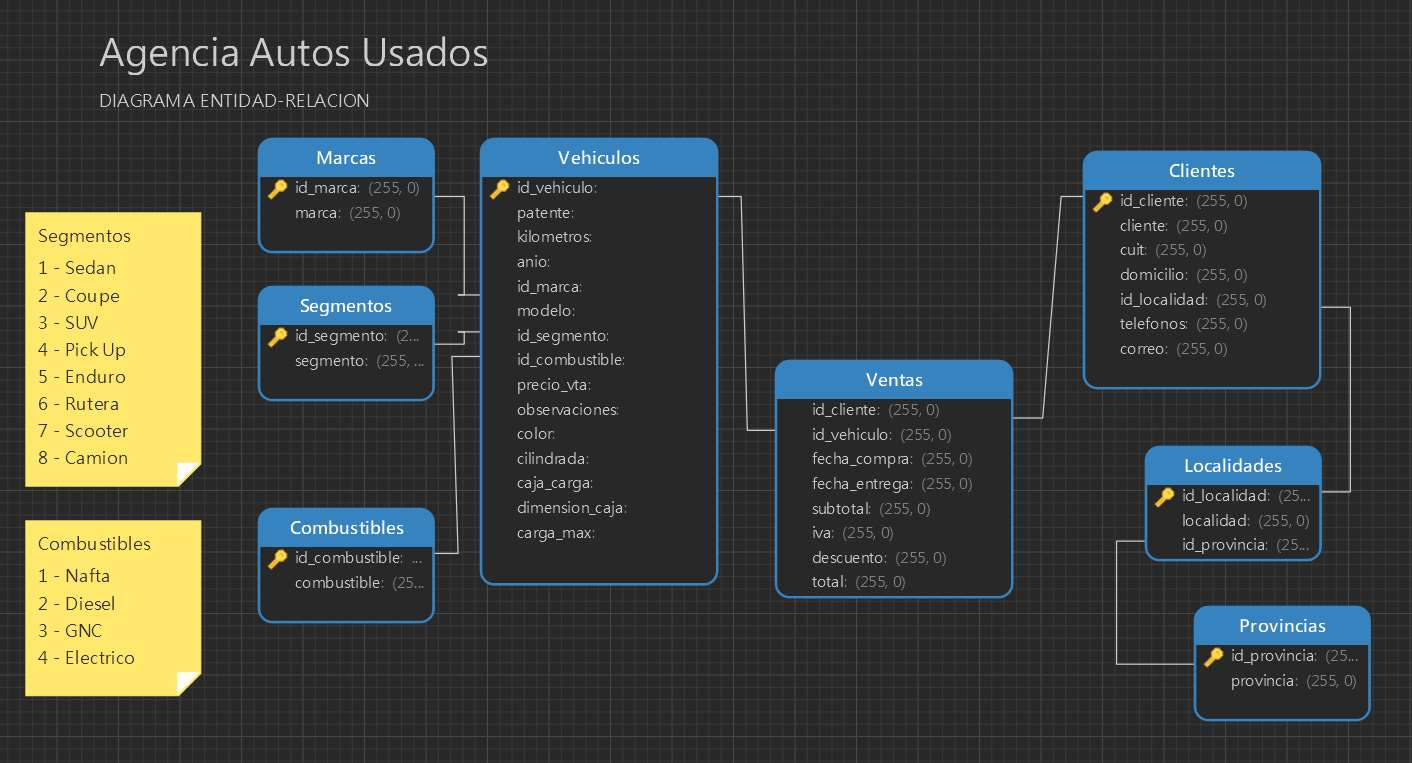 Agencia Autos Usados
DIAGRAMA ENTIDAD-RELACION
Segmentos
1 - Sedan
2 - Coupe
3 - SUV
4 - Pick Up
5 - Enduro
6 - Rutera
7 - Scooter
8 - Camion
Combustibles
1 - Nafta
2 - Diesel
3 - GNC
4 - Electrico
Marcas
id_marca: (255, 0)
marca: (255, 0)
Segmentos
id_segmento: (2...
segmento: (255, ...
Combustibles
id_combustible: ...
combustible: (25...
Vehiculos
id_vehiculo:
patente:
kilometros:
anio:
id_marca:
modelo:
id_segmento:
id_combustible:
precio_vta:
observaciones:
color:
cilindrada:
caja_carga:
dimension_caja:
carga_max:
Ventas
id_cliente: (255, 0)
id_vehiculo: (255, 0)
fecha_compra: (255, 0)
fecha_entrega: (255, 0)
subtotal: (255, 0)
iva: (255, 0)
descuento: (255, 0)
total: (255, 0)
Clientes
id_cliente: (255, 0)
cliente: (255, 0)
cuit: (255, 0)
domicilio: (255, 0)
id_localidad: (255, 0)
telefonos: (255, 0)
correo: (255, 0)
Localidades
id_localidad: (25...
localidad: (255, 0)
id_provincia: (25...
Provincias
id_provincia: (25...
provincia: (255, 0)